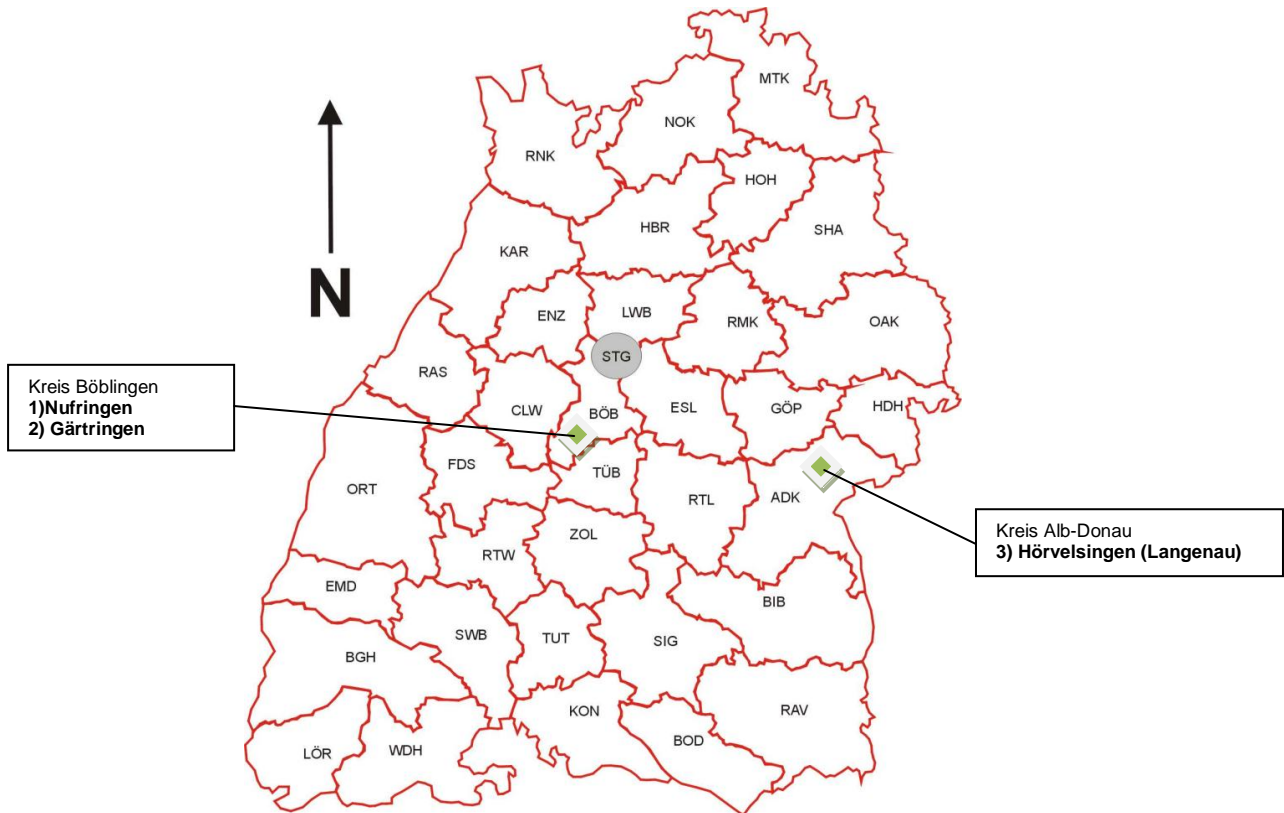 MTK
NOK
RNK
HOH
HBR
SHA
KAR
N
ENZ
LWB
RMK
OAK
STG
RAS
Kreis Böblingen
1)Nufringen
2) Gärtringen
CLW
BÖB
ESL
GÖP
HDH
FDS
TÜB
ORT
RTL
ADK
Kreis Alb-Donau
3) Hörvelsingen (Langenau)
RTW
ZOL
EMD
BIB
SWB
TUT
SIG
BGH
KON
RAV
BOD
LÖR
WDH